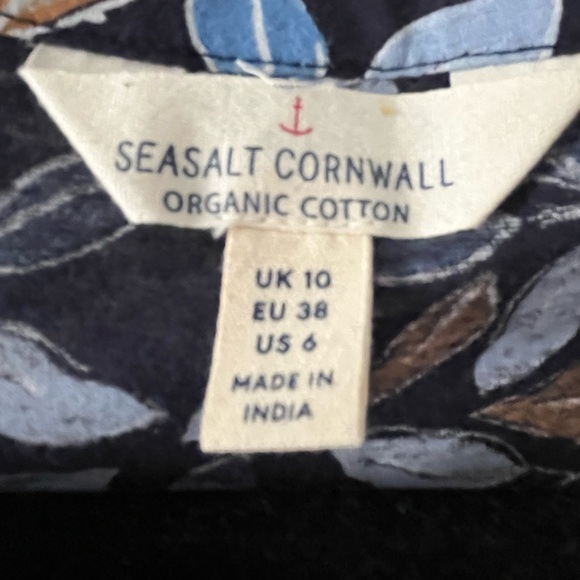 SEASALT CORNWALL
ORGANIC COTTON
UK 10
EU 38
US 6
MADE IN
INDIA